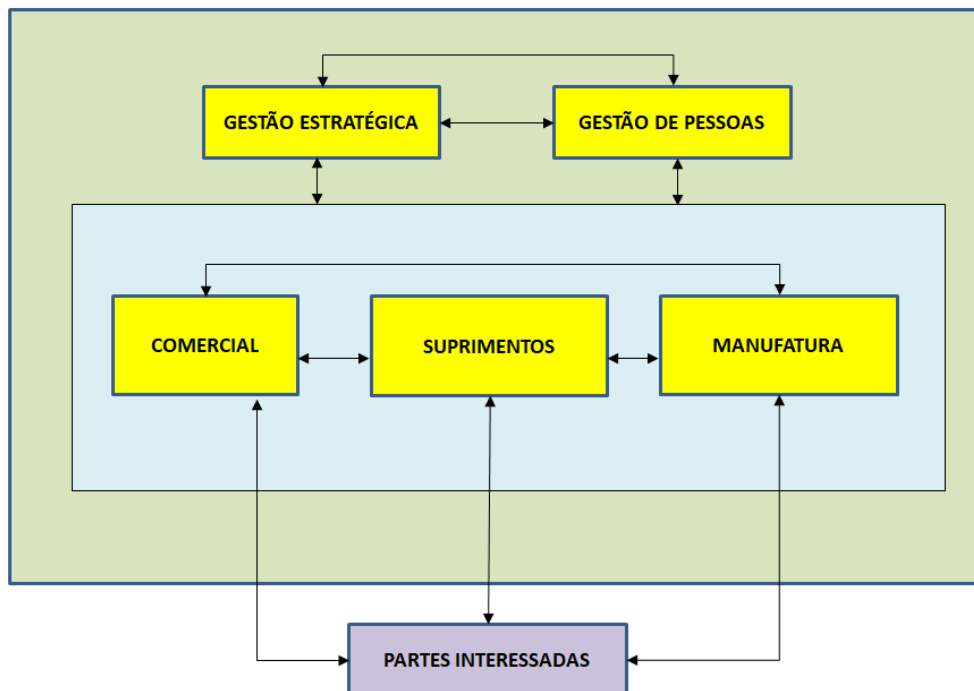 GESTÃO ESTRATÉGICA
GESTÃO DE PESSOAS
COMERCIAL
SUPRIMENTOS
MANUFATURA
PARTES INTERESSADAS